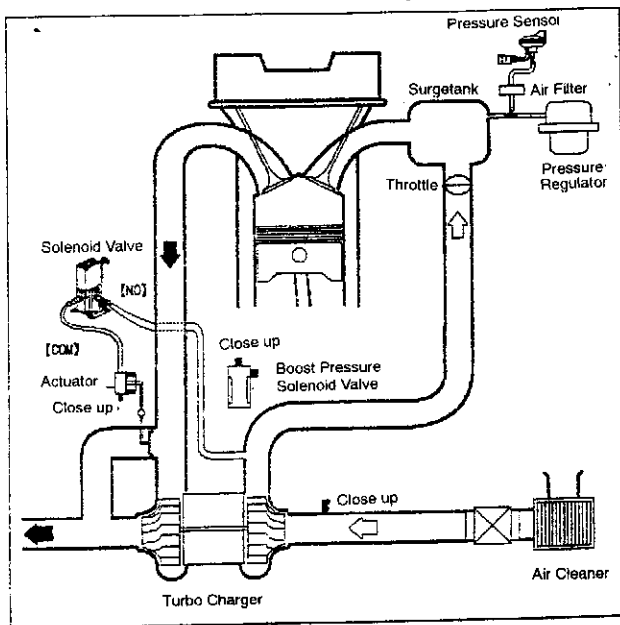 Pressure Sensor
Surgetank
Air Filter
Throttle
Pressure
Regulator
Solenoid Valve
[NO]
[COM]
Close up
Boost Pressure
Solenoid Valve
Actuator
Close up
Close up
Air Cleaner
Turbo Charger